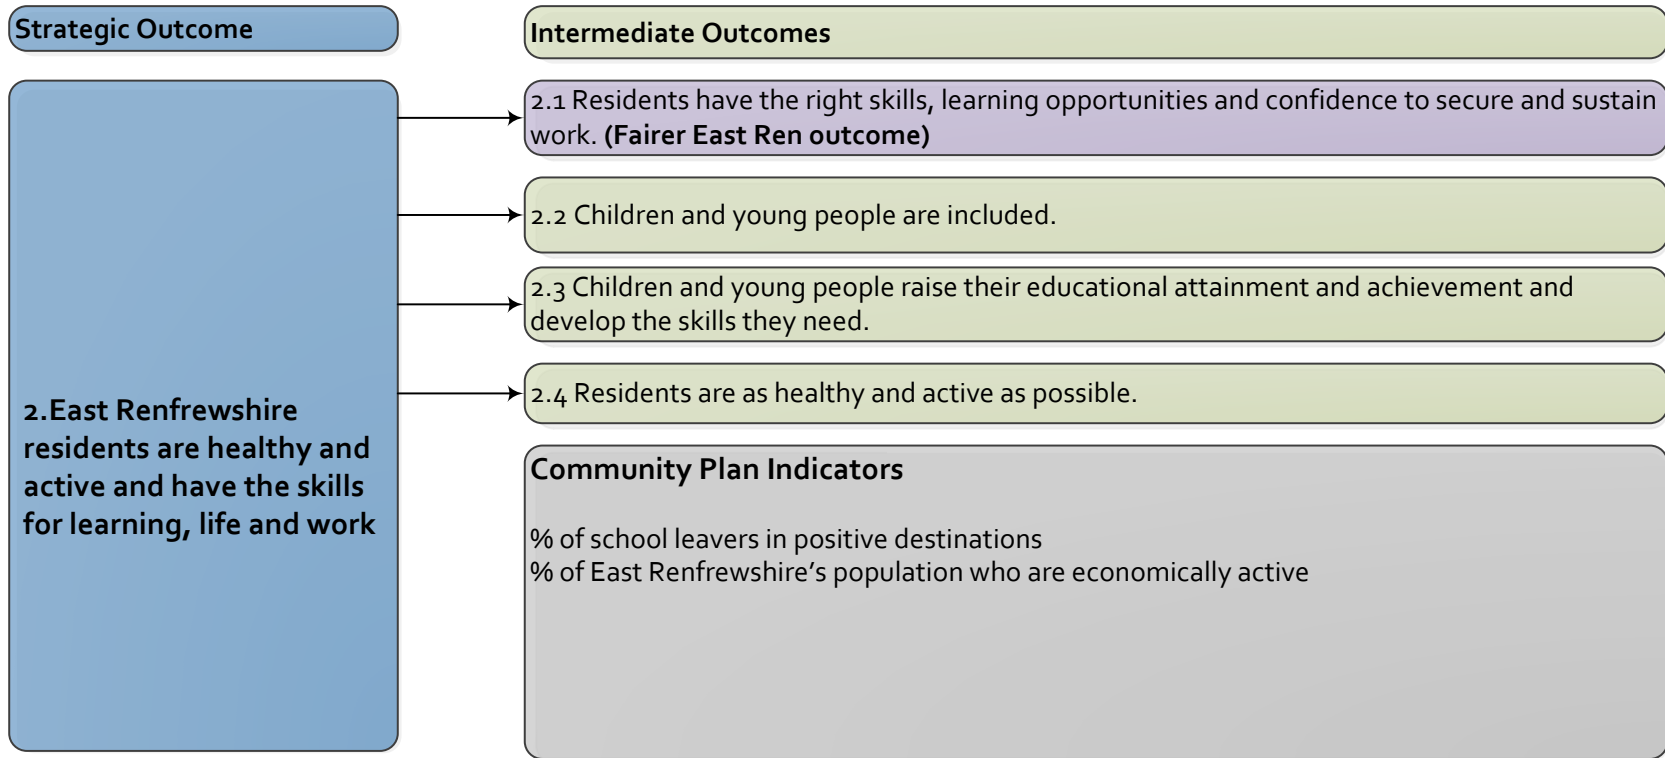 Strategic Outcome
Intermediate Outcomes
2.East Renfrewshire
residents are healthy and
active and have the skills
for learning, life and work
2.1 Residents have the right skills, learning opportunities and confidence to secure and sustain
work. (Fairer East Ren outcome)
2.2 Children and young people are included.
2.3 Children and young people raise their educational attainment and achievement and
develop the skills they need.
2.4 Residents are as healthy and active as possible.
Community Plan Indicators
% of school leavers in positive destinations
% of East Renfrewshire’s population who are economically active